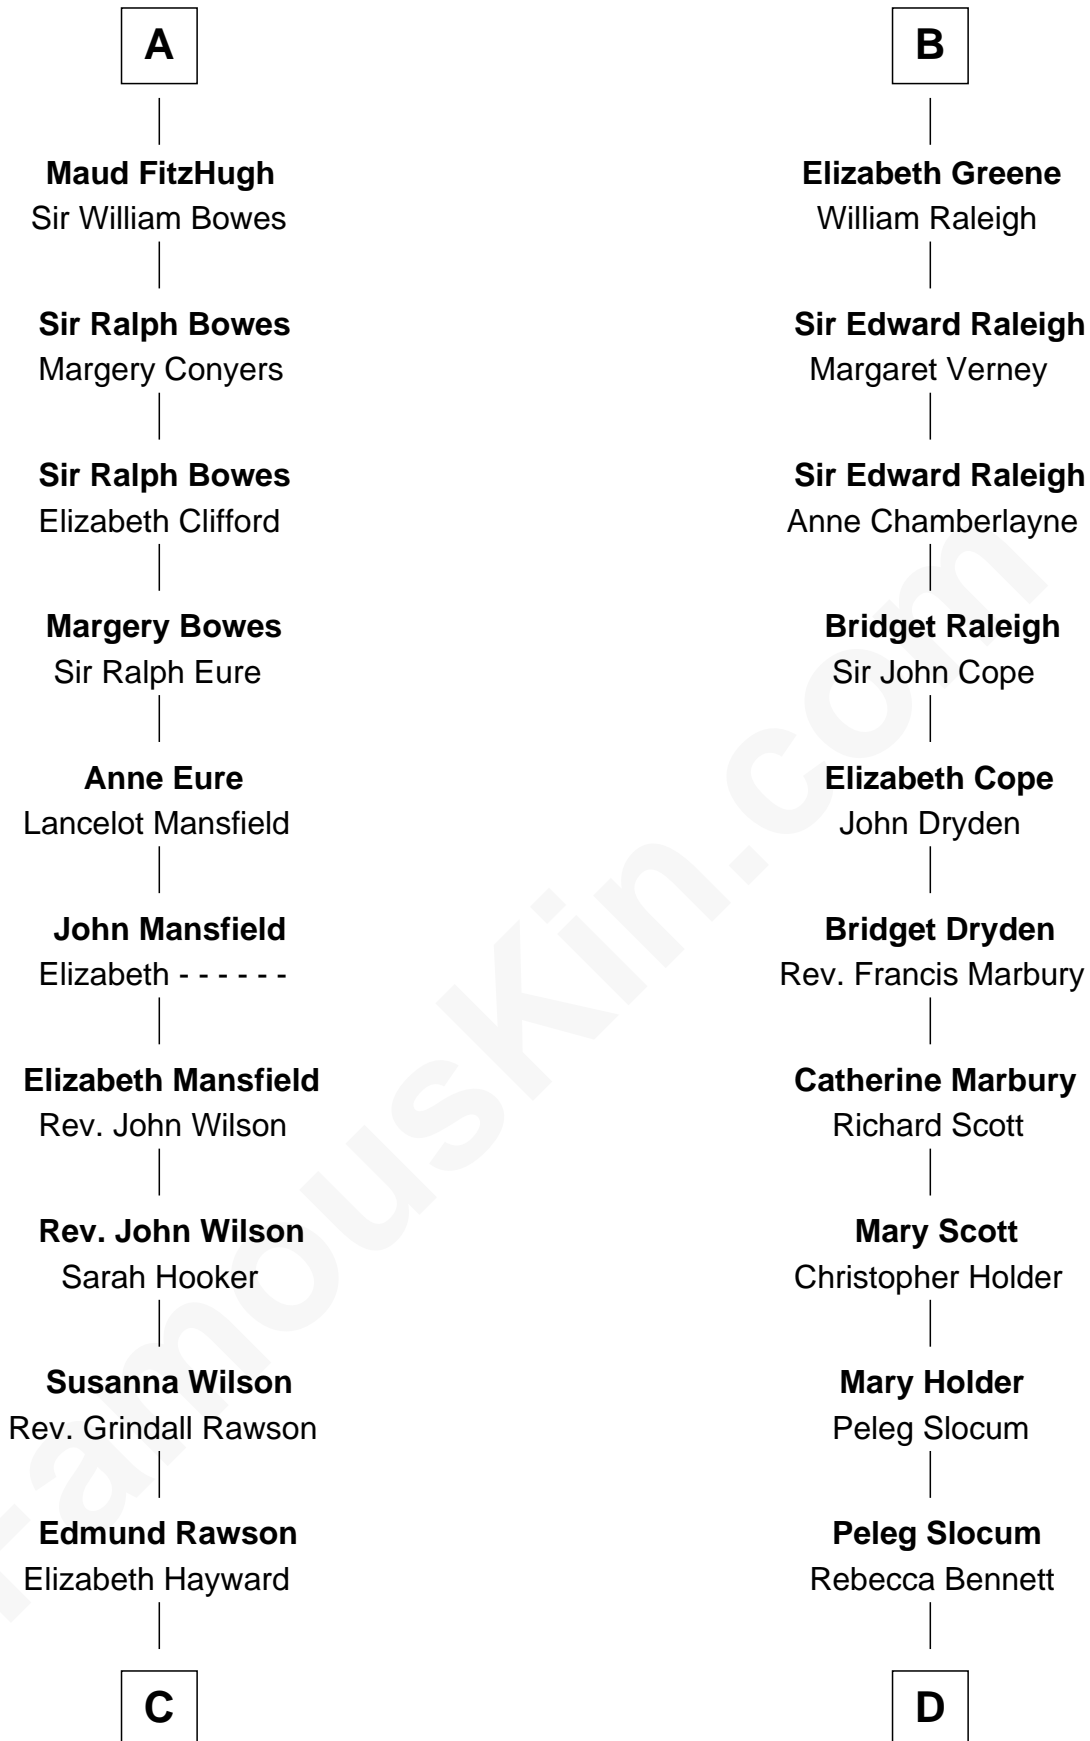 A
Maud FitzHugh
Sir William Bowes
Sir Ralph Bowes
Margery Conyers
Sir Ralph Bowes
Elizabeth Clifford
Margery Bowes
Sir Ralph Eure
Anne Eure
Lancelot Mansfield
John Mansfield
Elizabeth - - - - - -
Elizabeth Mansfield
Rev. John Wilson
Rev. John Wilson
Sarah Hooker
Susanna Wilson
Rev. Grindall Rawson
Edmund Rawson
Elizabeth Hayward
C
B
Elizabeth Greene
William Raleigh
Sir Edward Raleigh
Margaret Verney
Sir Edward Raleigh
Anne Chamberlayne
Bridget Raleigh
Sir John Cope
Elizabeth Cope
John Dryden
Bridget Dryden
Rev. Francis Marbury
Catherine Marbury
Richard Scott
Mary Scott
Christopher Holder
Mary Holder
Peleg Slocum
Peleg Slocum
Rebecca Bennett
D
FamousKin.com